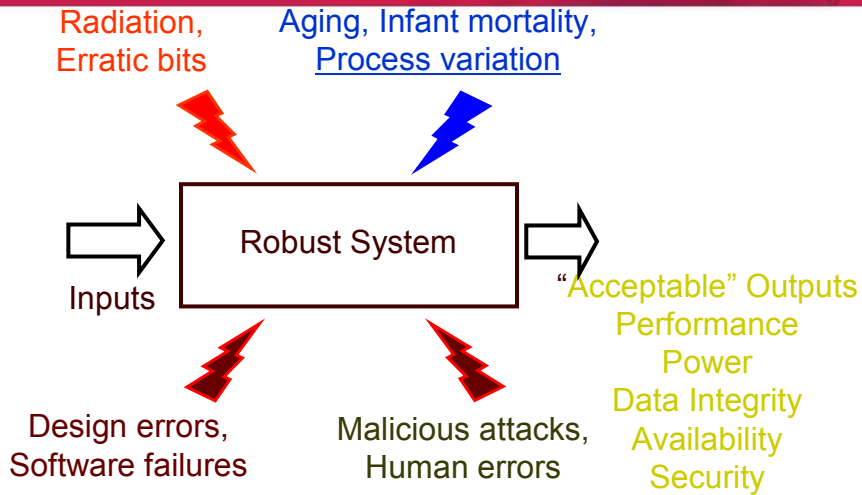 Radiation,
Erratic bits
Aging, Infant mortality,
Process variation
Robust System
Inputs
“Acceptable” Outputs
Performance
Power
Data Integrity
Availability
Security
Design errors,
Software failures
Malicious attacks,
Human errors